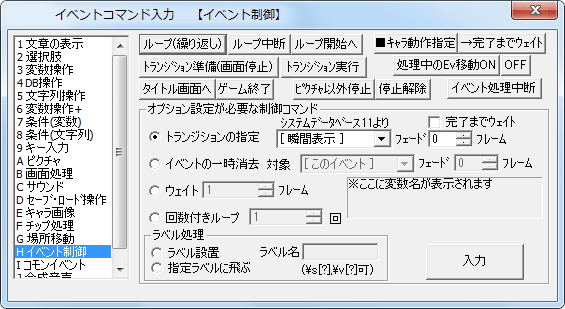 イベントコマンド入力　【イベント制御】
1 文章の表示
2 選択肢
3 変数操作
4 DB操作
5 文字列操作
6 変数操作+
7 条件(変数)
8 条件(文字列)
9 キー入力
A ピクチャ
B 画面処理
C サウンド
D セーブ・ロード操作
E キャラ画像
F チップ処理
G 場所移動
H イベント制御
I コモンイベント
J 合成音声
ループ(繰り返し) ループ中断 ループ開始へ ■キャラ動作指定 →完了までウェイト
トランジション準備(画面停止) トランジション実行 処理中のEv移動ON OFF
タイトル画面へ ゲーム終了 ピクチャ以外停止 停止解除 イベント処理中断
オプション設定が必要な制御コマンド
システムデータベース11より 完了までウェイト
トランジションの指定 [ 瞬間表示 ] フェード 0 フレーム
イベントの一時消去 対象 [ このイベント ] フェード 0 フレーム
ウェイト 1 フレーム ※ここに変数名が表示されます
回数付きループ 1 回
ラベル処理
ラベル設置 ラベル名
指定ラベルに飛ぶ (¥s[?],¥v[?]可)
入力